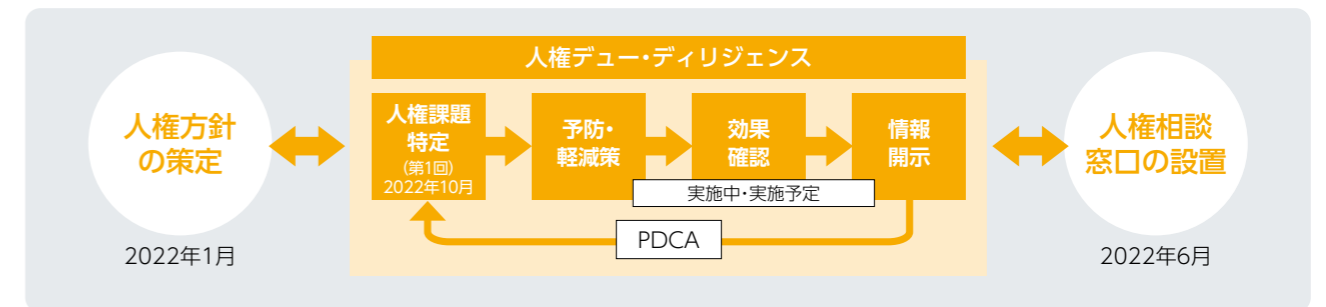 人権デュー・ディリジェンス
人権方針
の策定
2022年1月
人権課題
特定
(第1回)
2022年10月
予防・
軽減策
効果
確認
情報
開示
実施中・実施予定
PDCA
人権相談
窓口の設置
2022年6月